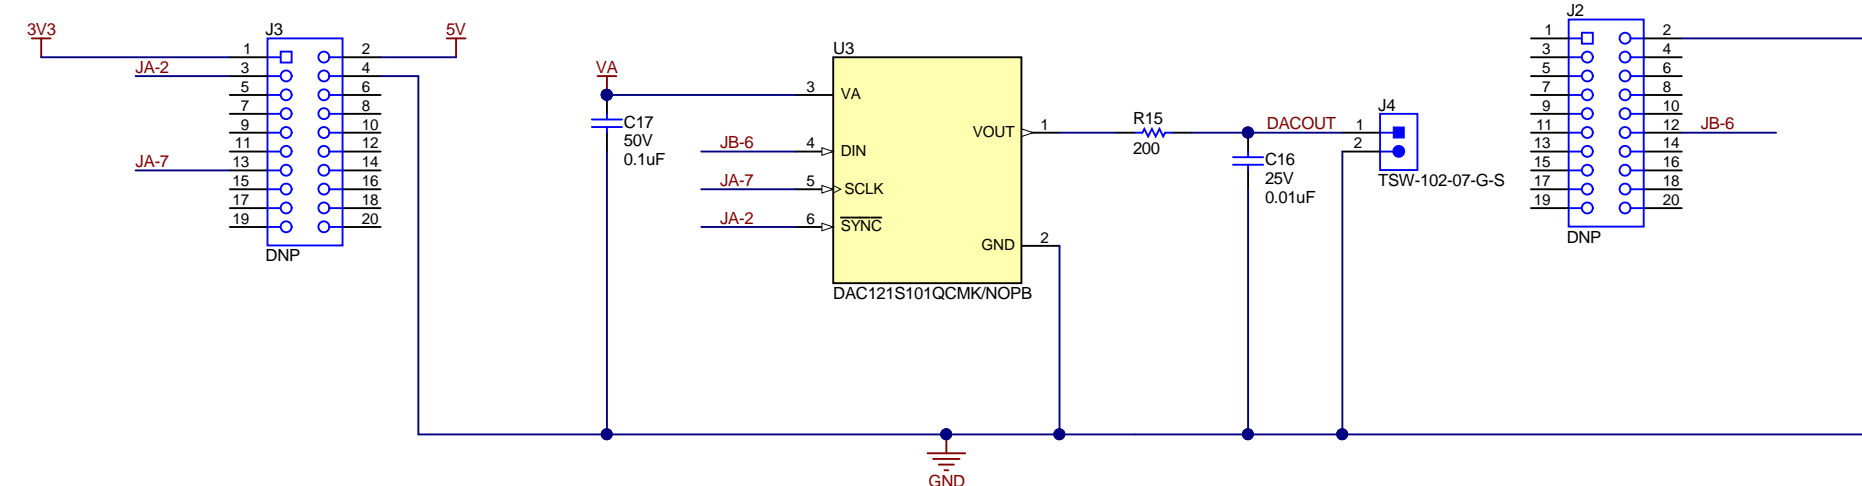 3V3
J3
5V
1 2
JA-2
3 4
5 6
7 8
9 10
11 12
JA-7
13 14
15 16
17 18
19 20
DNP
VA
C17
50V
0.1uF
U3
3 VA
JB-6 4 DIN
JA-7 5 SCLK
JA-2 6 SYNC
VOUT 1
GND 2
DAC121S101QCMK/NOPB
R15
200
DACOUT
C16
25V
0.01uF
J4
1
2
TSW-102-07-G-S
J2
1 2
3 4
5 6
7 8
9 10
11 12 JB-6
13 14
15 16
17 18
19 20
DNP
GND